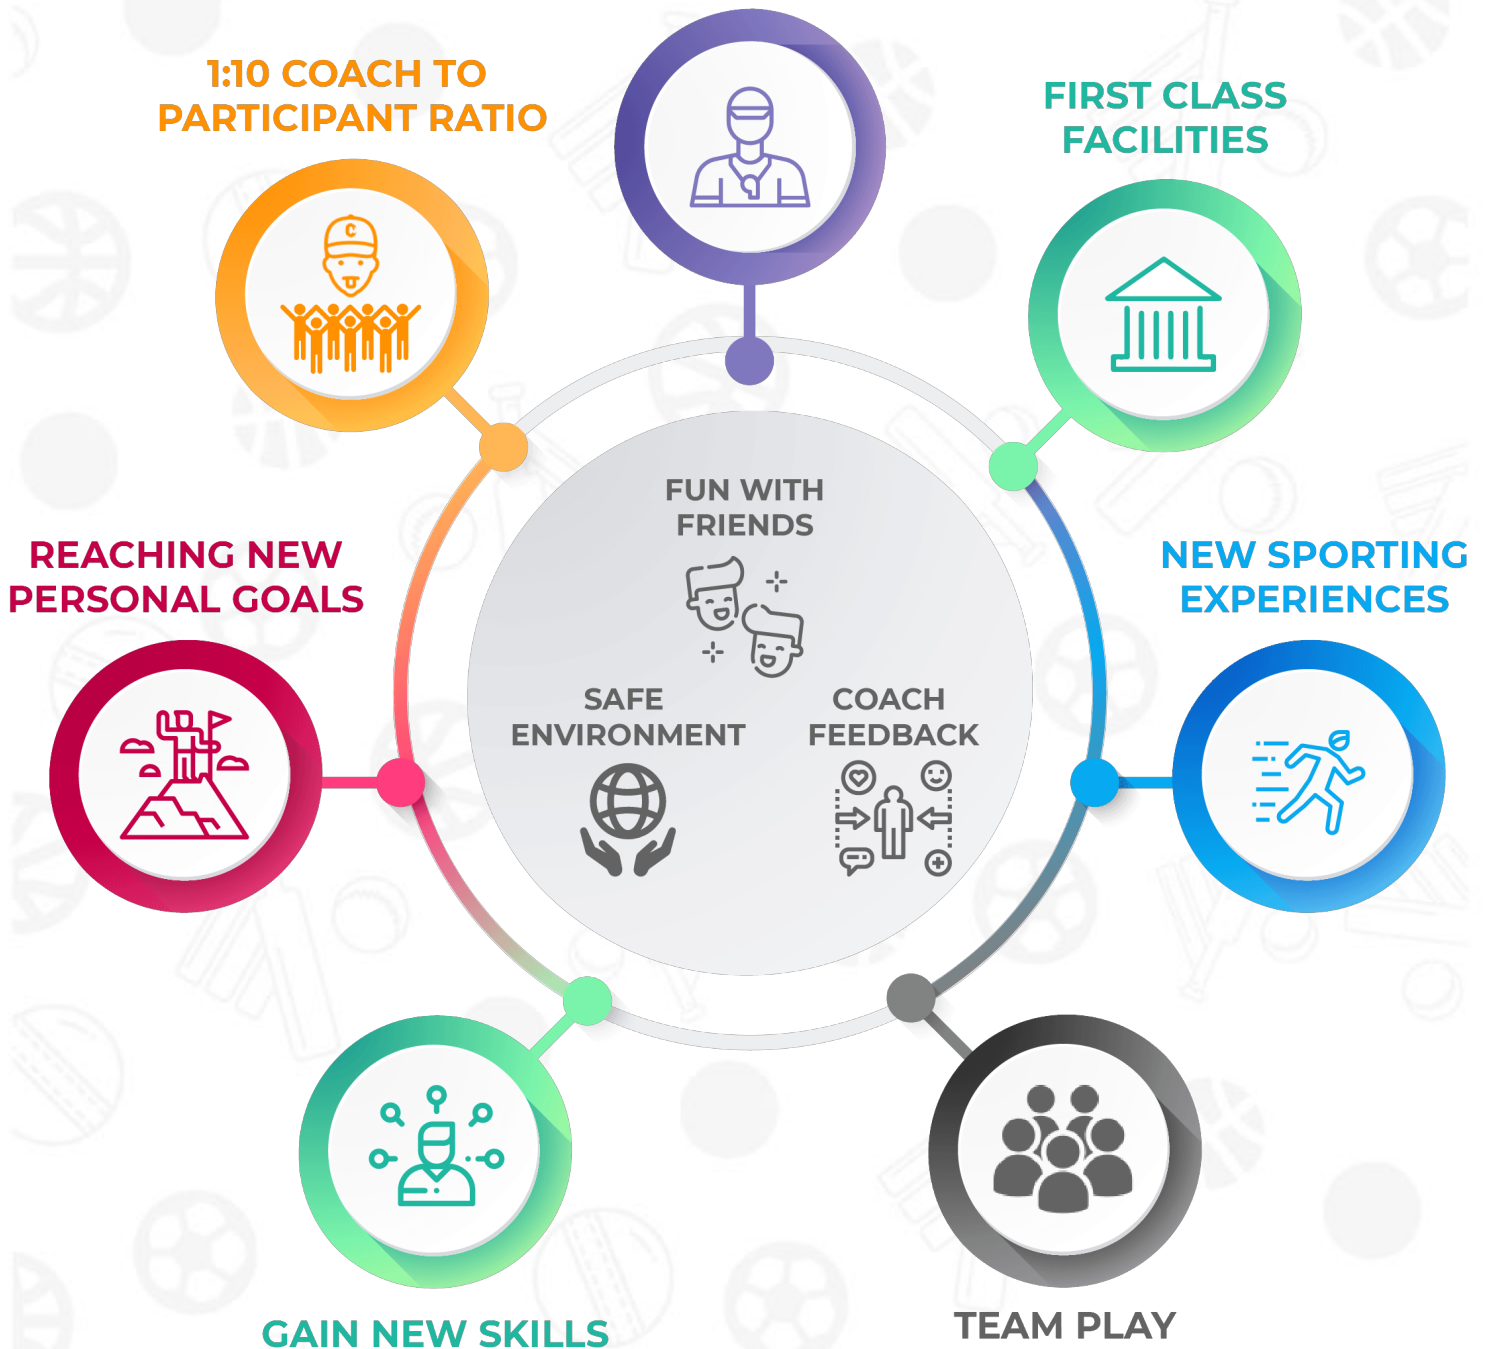 1:10 COACH TO
PARTICIPANT RATIO
C
FIRST CLASS
FACILITIES
FUN WITH
FRIENDS
REACHING NEW
PERSONAL GOALS
NEW SPORTING
EXPERIENCES
SAFE
ENVIRONMENT
COACH
FEEDBACK
GAIN NEW SKILLS
TEAM PLAY